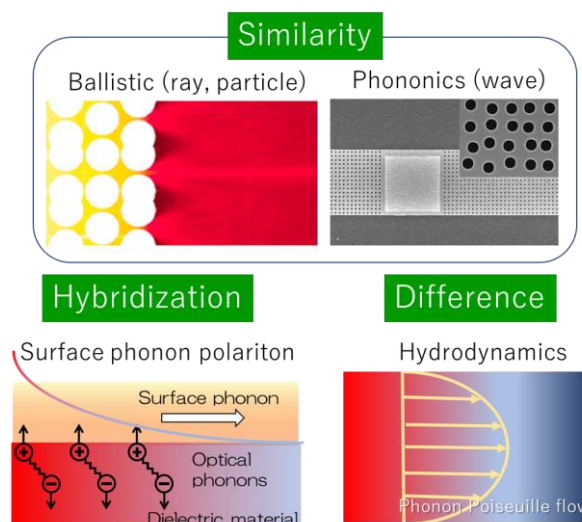 Similarity
Ballistic (ray, particle)
Phononics (wave)
Hybridization
Difference
Surface phonon polariton
Hydrodynamics
Surface phonon
+ + +
Optical
phonons
− − −
Dielectric material
Phonon Poiseuille flow